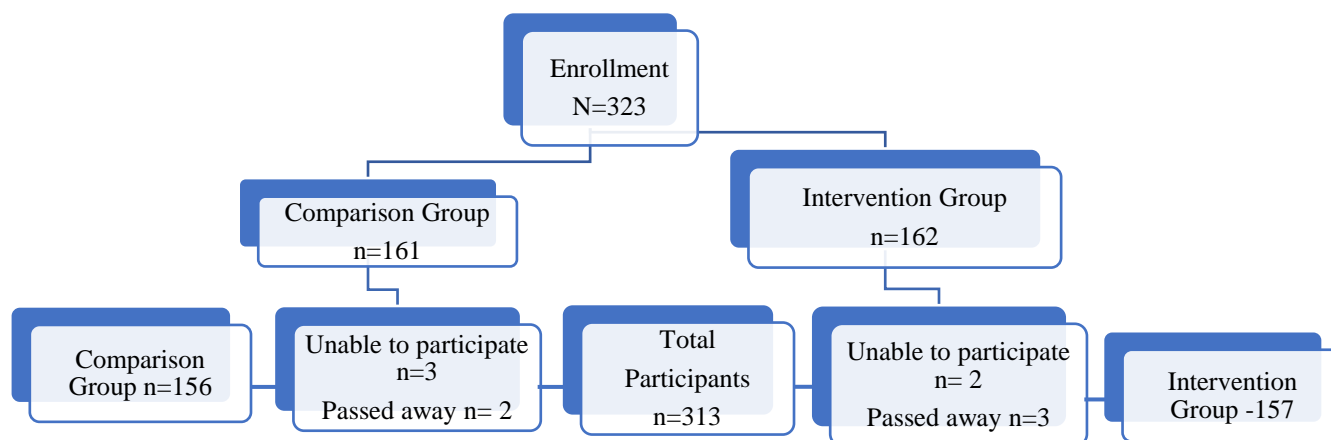 Enrollment
N=323
Comparison Group
n=161
Intervention Group
n=162
Comparison
Group n=156
Unable to participate
n=3
Passed away n= 2
Total
Participants
n=313
Unable to participate
n= 2
Passed away n=3
Intervention
Group -157